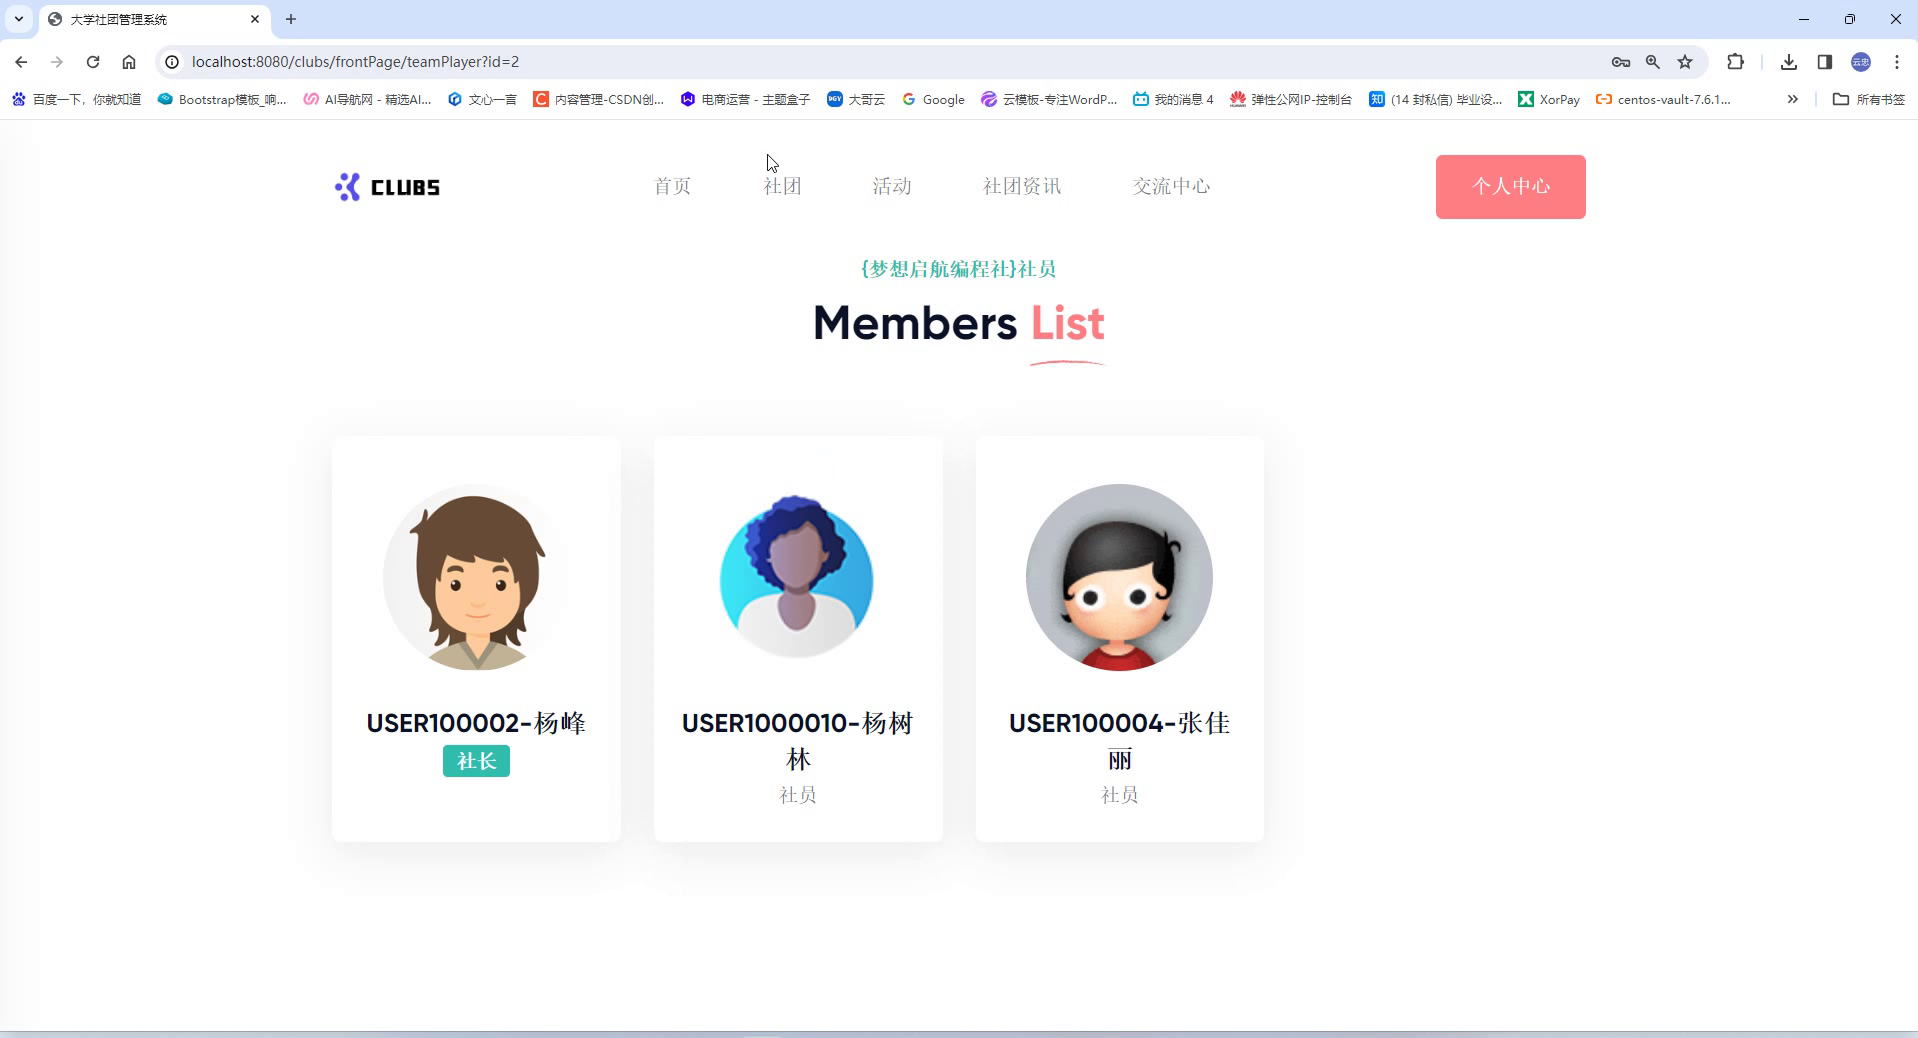 大学社团管理系统
localhost:8080/clubs/frontPage/teamPlayer?id=2
云忠
百度一下，你就知道
Bootstrap模板_响...
AI导航网 - 精选AI...
文心一言
内容管理-CSDN创...
电商运营 - 主题盒子
大哥云
Google
云模板-专注WordP...
我的消息 4
弹性公网IP-控制台
知 (14 封私信) 毕业设...
XorPay
centos-vault-7.6.1...
所有书签
CLUBS
首页
社团
活动
社团资讯
交流中心
个人中心
{梦想启航编程社}社员
Members List
USER100002-杨峰
社长
USER1000010-杨树
林
社员
USER100004-张佳
丽
社员